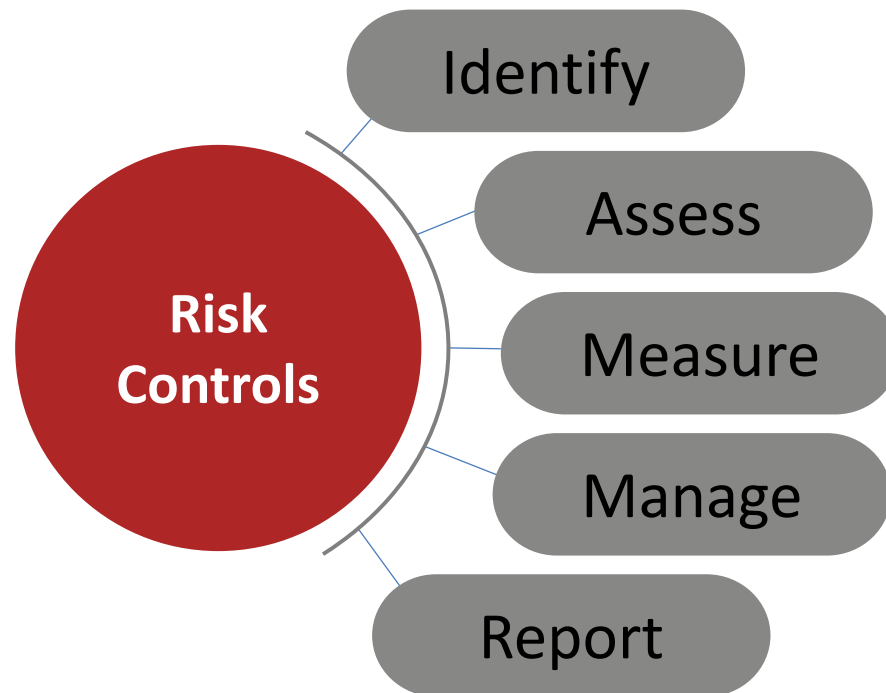 Identify
Assess
Risk
Controls
Measure
Manage
Report